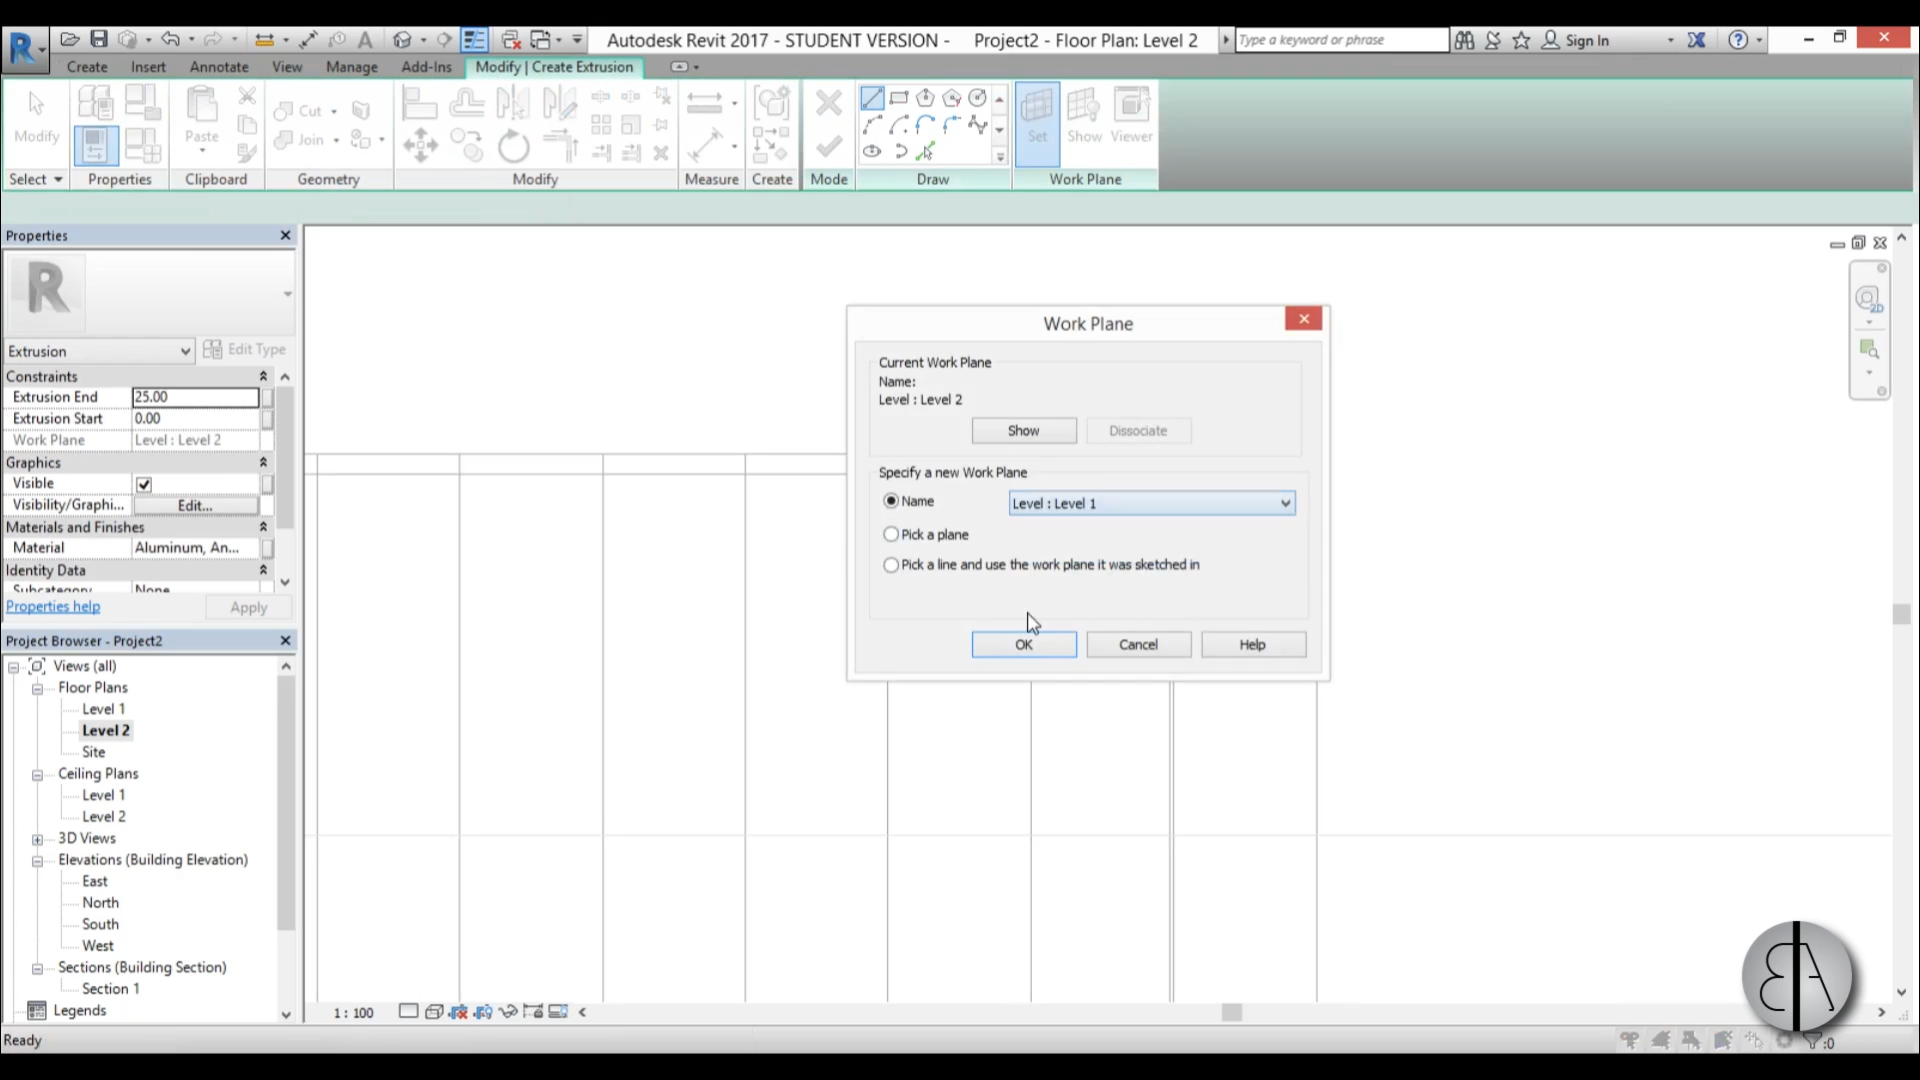 Autodesk Revit 2017 - STUDENT VERSION - Project2 - Floor Plan: Level 2
Type a keyword or phrase
Sign In
Create Insert Annotate View Manage Add-Ins Modify | Create Extrusion
Modify
Paste
Cut
Join
Set Show Viewer
Select Properties Clipboard Geometry Modify Measure Create Mode Draw Work Plane
Properties
R
Extrusion
Edit Type
Constraints
Extrusion End 25.00
Extrusion Start 0.00
Work Plane Level : Level 2
Graphics
Visible
Visibility/Graphi... Edit...
Materials and Finishes
Material Aluminum, An...
Identity Data
Subcategory None
Properties help
Apply
Project Browser - Project2
Views (all)
Floor Plans
Level 1
Level 2
Site
Ceiling Plans
Level 1
Level 2
3D Views
Elevations (Building Elevation)
East
North
South
West
Sections (Building Section)
Section 1
Legends
Work Plane
Current Work Plane
Name:
Level : Level 2
Show Dissociate
Specify a new Work Plane
Name Level : Level 1
Pick a plane
Pick a line and use the work plane it was sketched in
OK Cancel Help
2D
1 : 100
Ready
:0